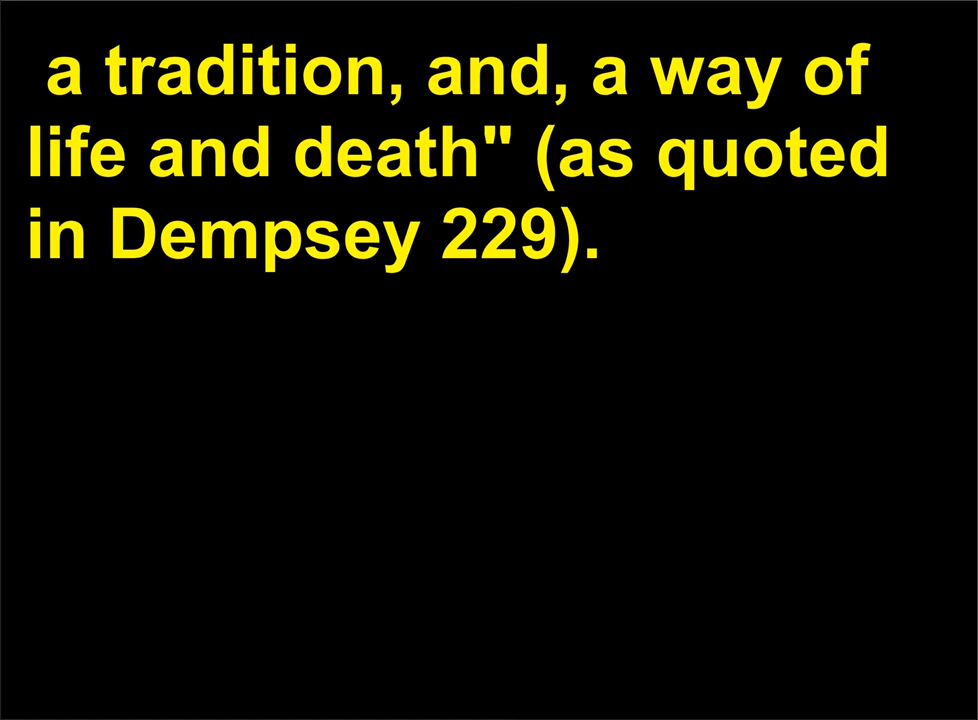 a tradition, and, a way of
life and death" (as quoted
in Dempsey 229).